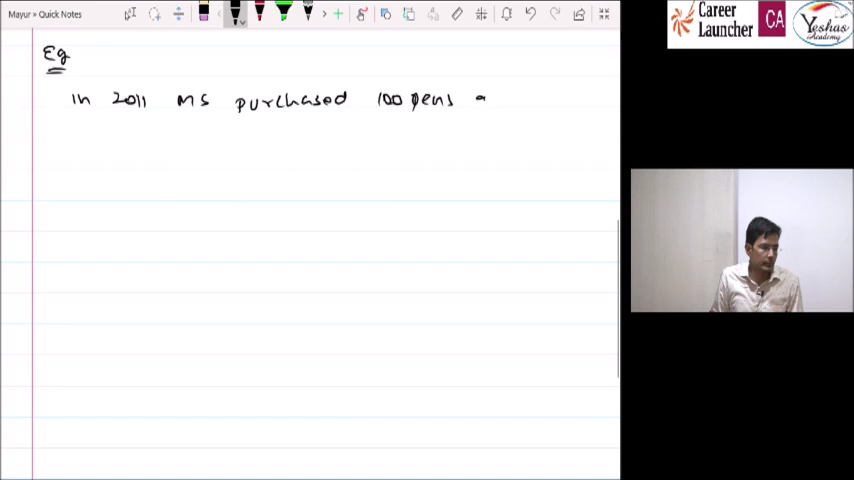 Mayur » Quick Notes
Career
Launcher
CA
Yeshas
Academy
Eg
In 2011 MS purchased 100 pens